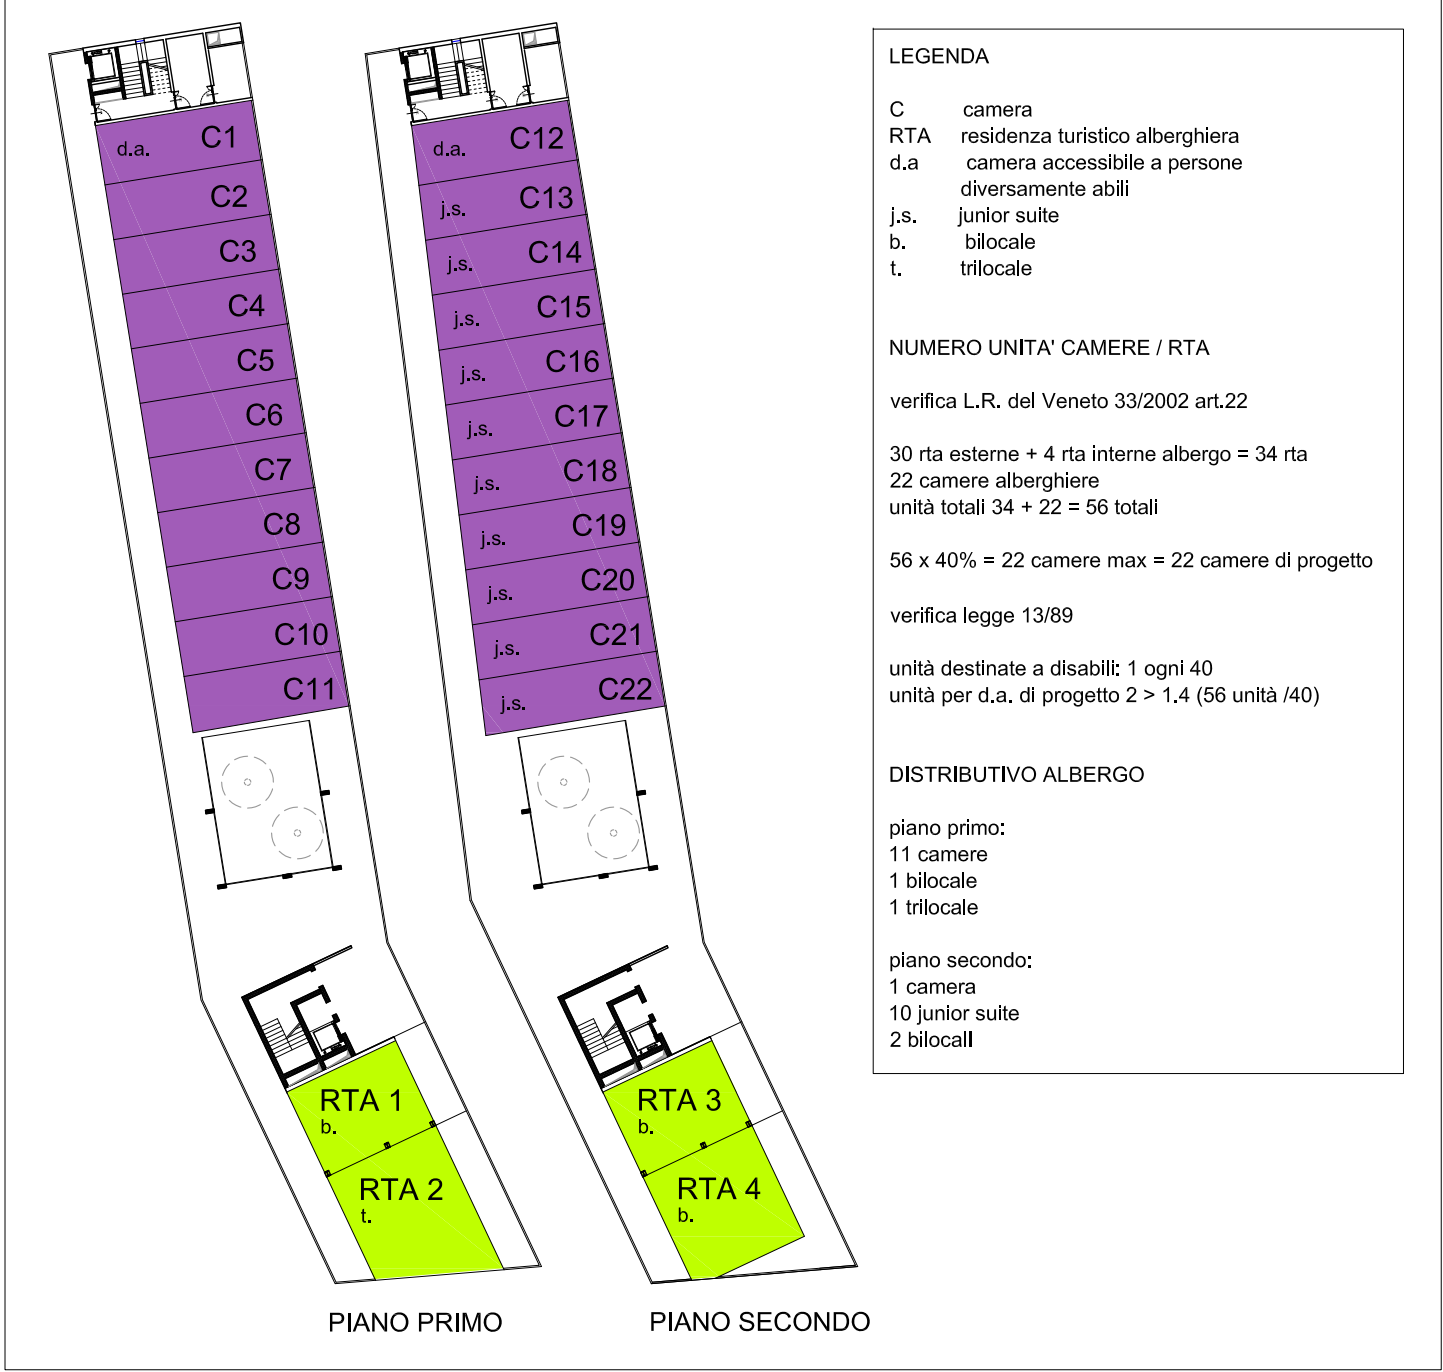 d.a. C1
C2
C3
C4
C5
C6
C7
C8
C9
C10
C11
RTA 1
b.
RTA 2
t.
PIANO PRIMO
d.a. C12
j.s. C13
j.s. C14
j.s. C15
j.s. C16
j.s. C17
j.s. C18
j.s. C19
j.s. C20
j.s. C21
j.s. C22
RTA 3
b.
RTA 4
b.
PIANO SECONDO
LEGENDA
C camera
RTA residenza turistico alberghiera
d.a camera accessibile a persone
diversamente abili
j.s. junior suite
b. bilocale
t. trilocale
NUMERO UNITA' CAMERE / RTA
verifica L.R. del Veneto 33/2002 art.22
30 rta esterne + 4 rta interne albergo = 34 rta
22 camere alberghiere
unità totali 34 + 22 = 56 totali
56 x 40% = 22 camere max = 22 camere di progetto
verifica legge 13/89
unità destinate a disabili: 1 ogni 40
unità per d.a. di progetto 2 > 1.4 (56 unità /40)
DISTRIBUTIVO ALBERGO
piano primo:
11 camere
1 bilocale
1 trilocale
piano secondo:
1 camera
10 junior suite
2 bilocali